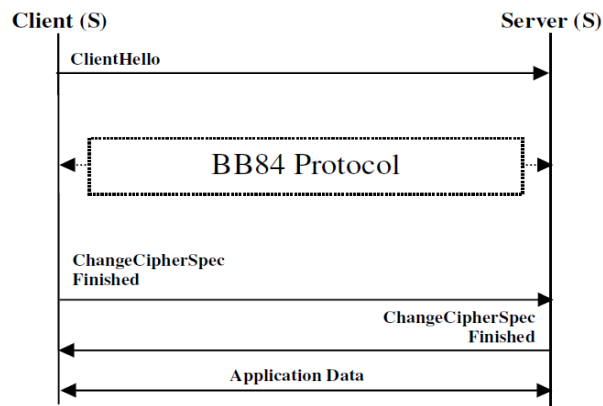 Client (S)
Server (S)
ClientHello
BB84 Protocol
ChangeCipherSpec
Finished
ChangeCipherSpec
Finished
Application Data